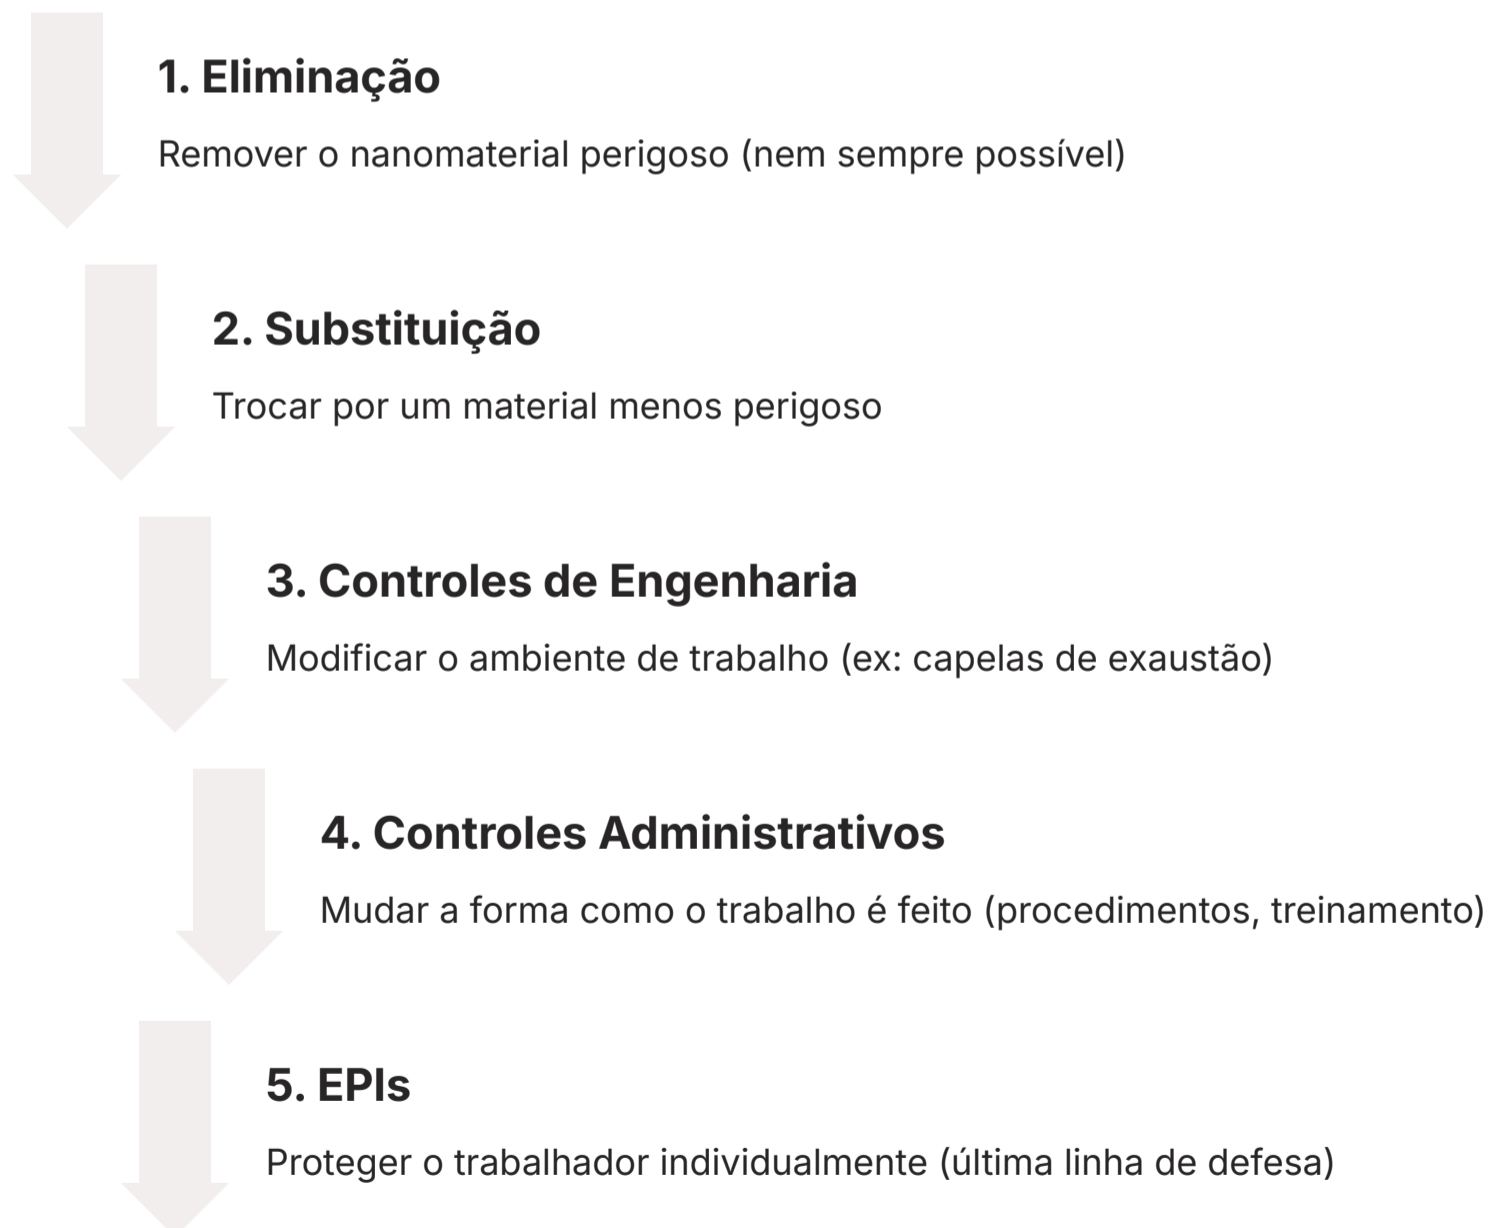 1. Eliminação
Remover o nanomaterial perigoso (nem sempre possível)
2. Substituição
Trocar por um material menos perigoso
3. Controles de Engenharia
Modificar o ambiente de trabalho (ex: capelas de exaustão)
4. Controles Administrativos
Mudar a forma como o trabalho é feito (procedimentos, treinamento)
5. EPIs
Proteger o trabalhador individualmente (última linha de defesa)